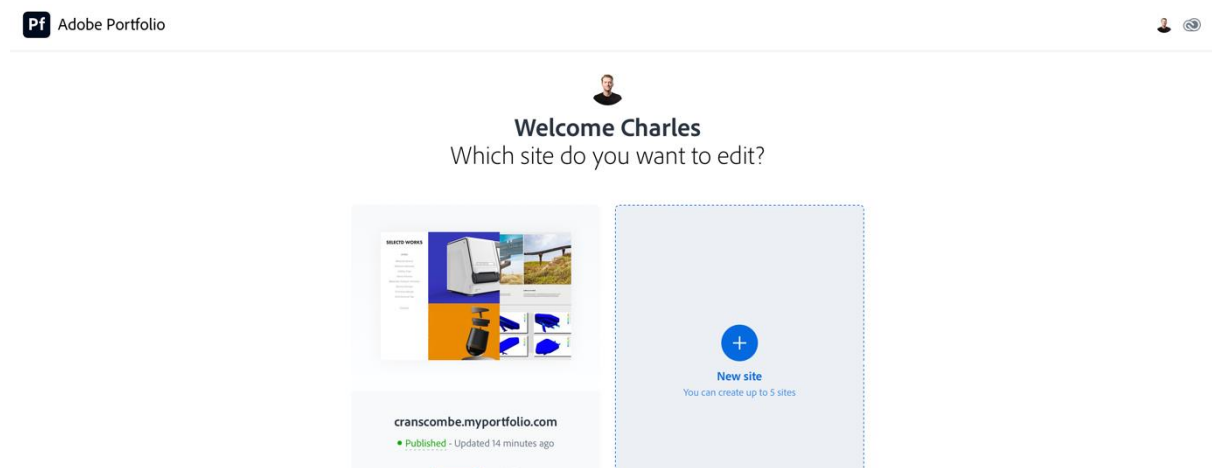 Pf Adobe Portfolio
Welcome Charles
Which site do you want to edit?
SELECTD WORKS
New site
You can create up to 5 sites
cranscombe.myportfolio.com
Published - Updated 14 minutes ago